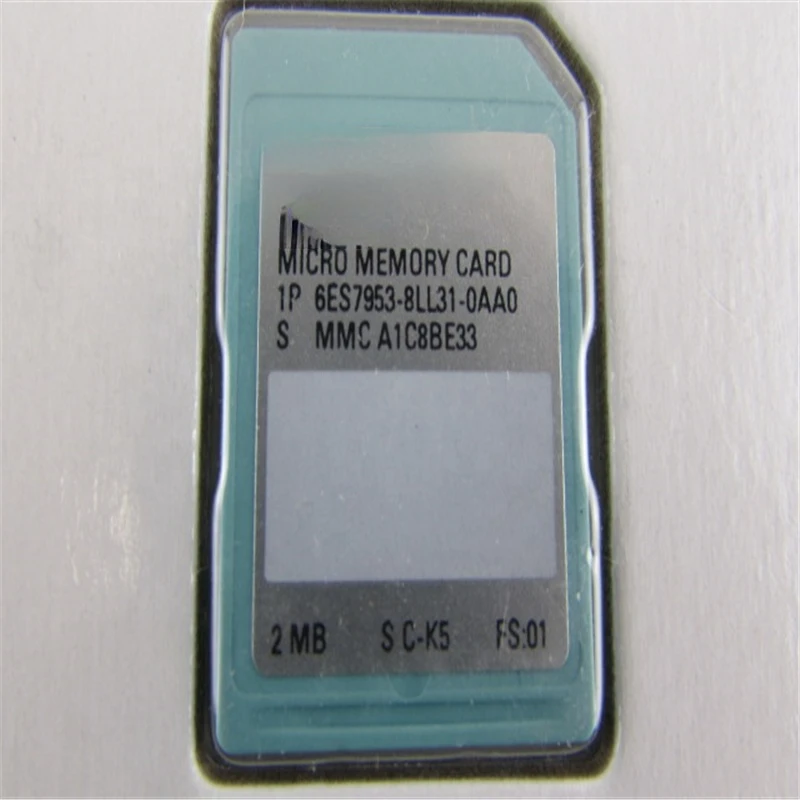 MICRO MEMORY CARD
1P 6ES7953-8LL31-0AA0
S MMC A1C8BE33
2 MB S C-K5 FS:01